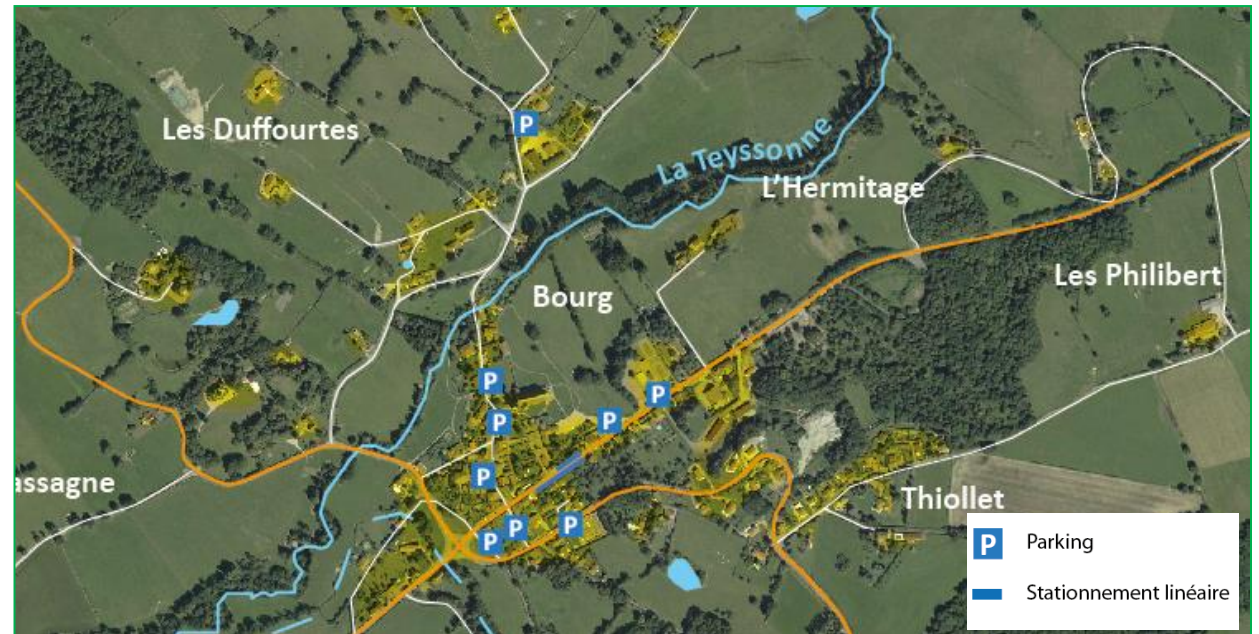 Les Duffourtes
P
La Teyssonne
L'Hermitage
Les Philibert
Bourg
P
P
P
P
P
assagne
Thiollet
P
P
P
P Parking
Stationnement linéaire